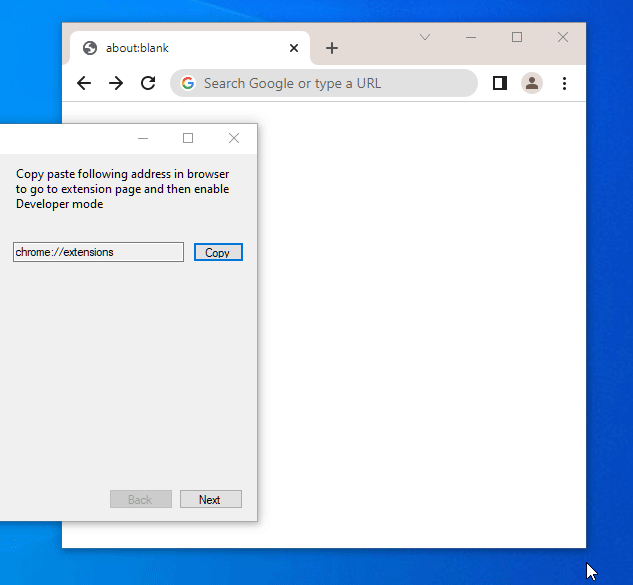 about:blank
Search Google or type a URL
Copy paste following address in browser
to go to extension page and then enable
Developer mode
chrome://extensions
Copy
Back
Next